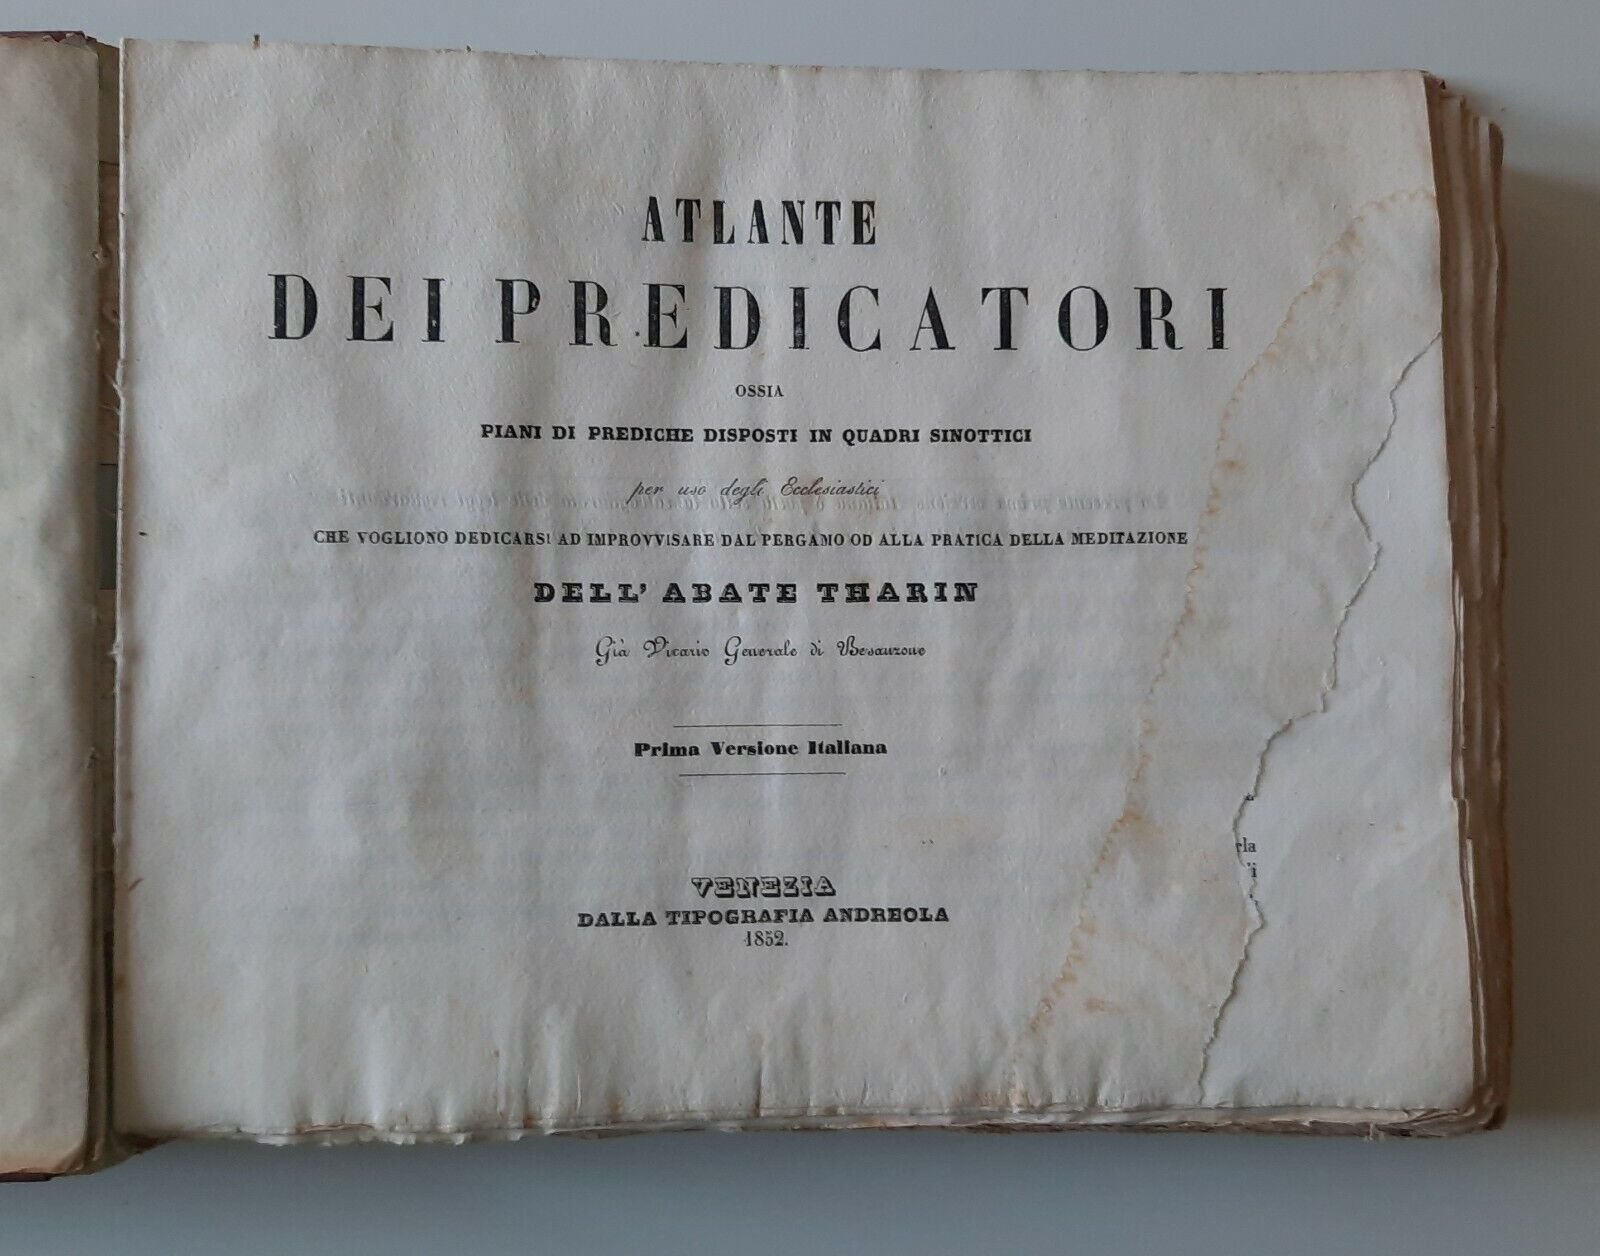 ATLANTE
DEI PREDICATORI
OSSIA
PIANI DI PREDICHE DISPOSTI IN QUADRI SINOTTICI
per uso degli Ecclesiastici
CHE VOGLIONO DEDICARSI AD IMPROVVISARE DAL PERGAMO OD ALLA PRATICA DELLA MEDITAZIONE
DELL' ABATE THARIN
Già Vicario Generale di Besanzone
Prima Versione Italiana
VENEZIA
DALLA TIPOGRAFIA ANDREOLA
1852.